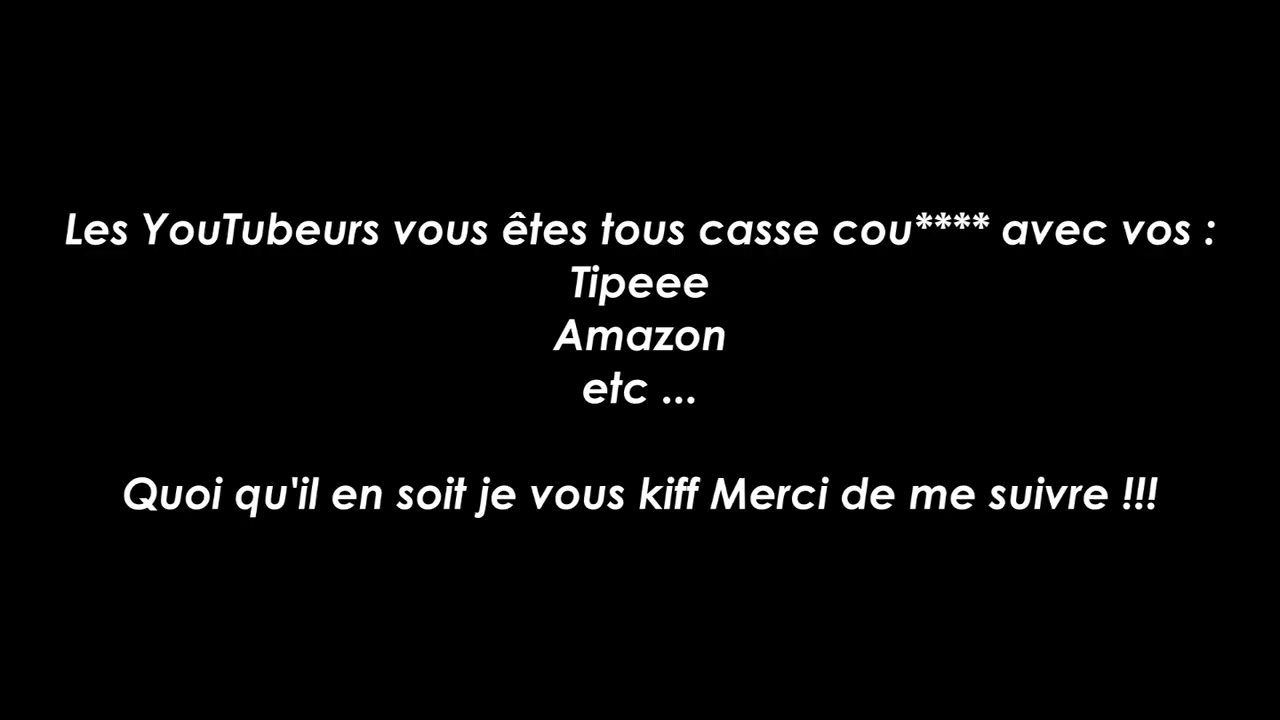 Les YouTubeurs vous êtes tous casse cou**** avec vos :
Tipeee
Amazon
etc ...
Quoi qu'il en soit je vous kiff Merci de me suivre !!!